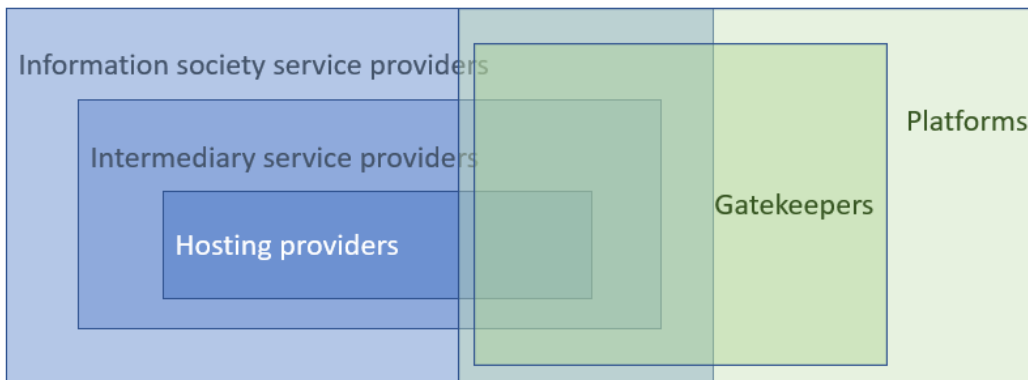 Information society service providers
Platforms
Intermediary service providers
Gatekeepers
Hosting providers